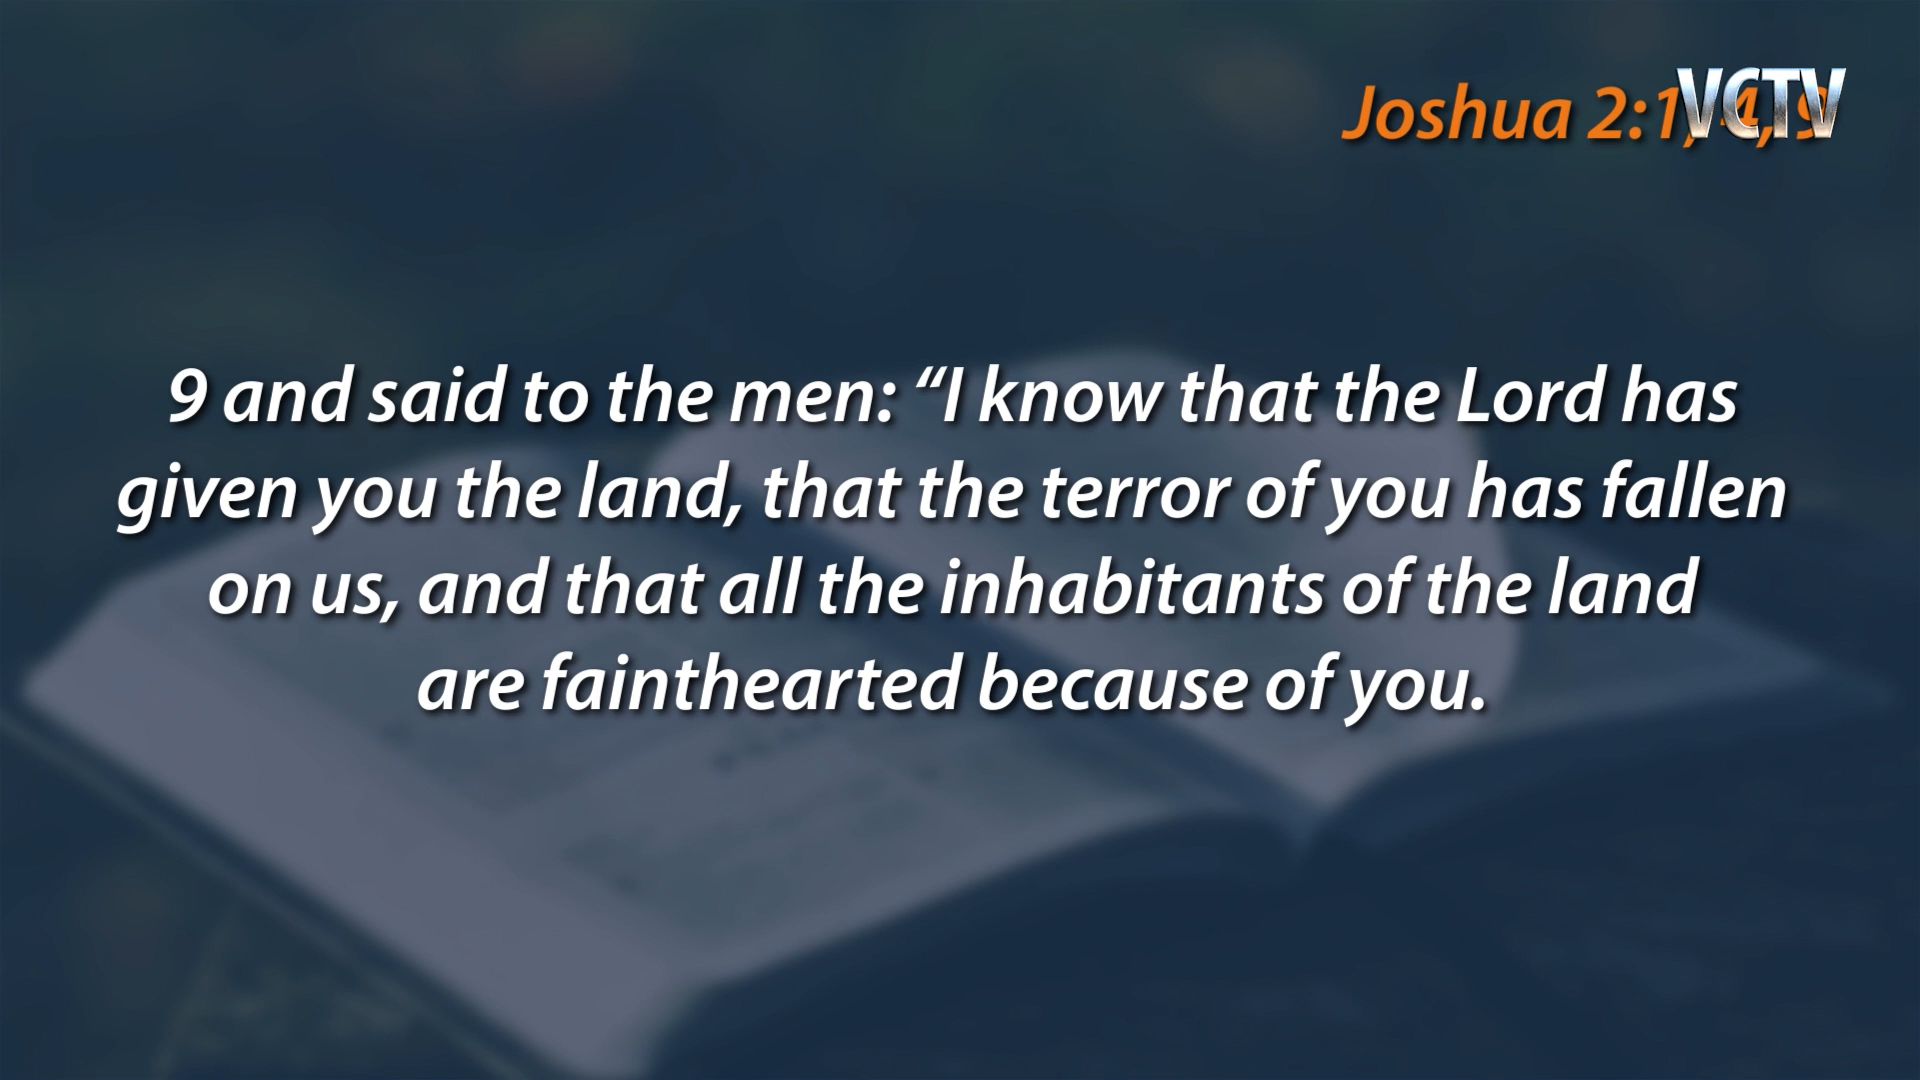 Joshua 2:1, 4, 9
VCTV
9 and said to the men: “I know that the Lord has
given you the land, that the terror of you has fallen
on us, and that all the inhabitants of the land
are fainthearted because of you.